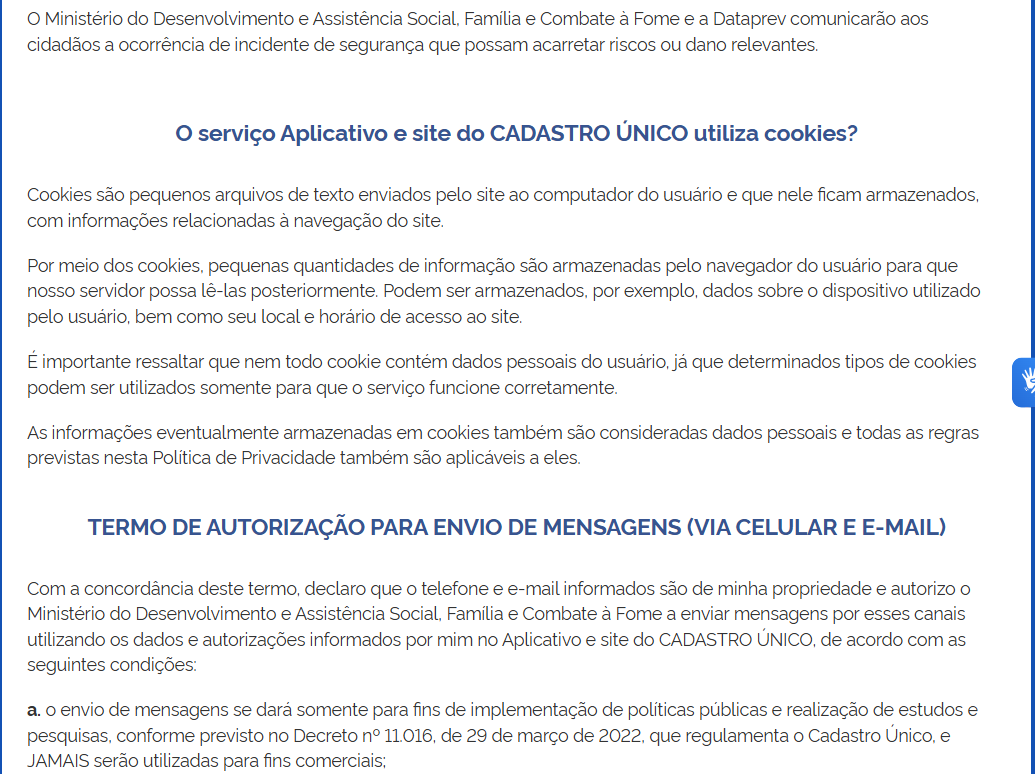 O Ministério do Desenvolvimento e Assistência Social, Família e Combate à Fome e a Dataprev comunicarão aos
cidadãos a ocorrência de incidente de segurança que possam acarretar riscos ou dano relevantes.
O serviço Aplicativo e site do CADASTRO ÚNICO utiliza cookies?
Cookies são pequenos arquivos de texto enviados pelo site ao computador do usuário e que nele ficam armazenados,
com informações relacionadas à navegação do site.
Por meio dos cookies, pequenas quantidades de informação são armazenadas pelo navegador do usuário para que
nosso servidor possa lê-las posteriormente. Podem ser armazenados, por exemplo, dados sobre o dispositivo utilizado
pelo usuário, bem como seu local e horário de acesso ao site.
É importante ressaltar que nem todo cookie contém dados pessoais do usuário, já que determinados tipos de cookies
podem ser utilizados somente para que o serviço funcione corretamente.
As informações eventualmente armazenadas em cookies também são consideradas dados pessoais e todas as regras
previstas nesta Política de Privacidade também são aplicáveis a eles.
TERMO DE AUTORIZAÇÃO PARA ENVIO DE MENSAGENS (VIA CELULAR E E-MAIL)
Com a concordância deste termo, declaro que o telefone e e-mail informados são de minha propriedade e autorizo o
Ministério do Desenvolvimento e Assistência Social, Família e Combate à Fome a enviar mensagens por esses canais
utilizando os dados e autorizações informados por mim no Aplicativo e site do CADASTRO ÚNICO, de acordo com as
seguintes condições:
a. o envio de mensagens se dará somente para fins de implementação de políticas públicas e realização de estudos e
pesquisas, conforme previsto no Decreto nº 11.016, de 29 de março de 2022, que regulamenta o Cadastro Único, e
JAMAIS serão utilizadas para fins comerciais;